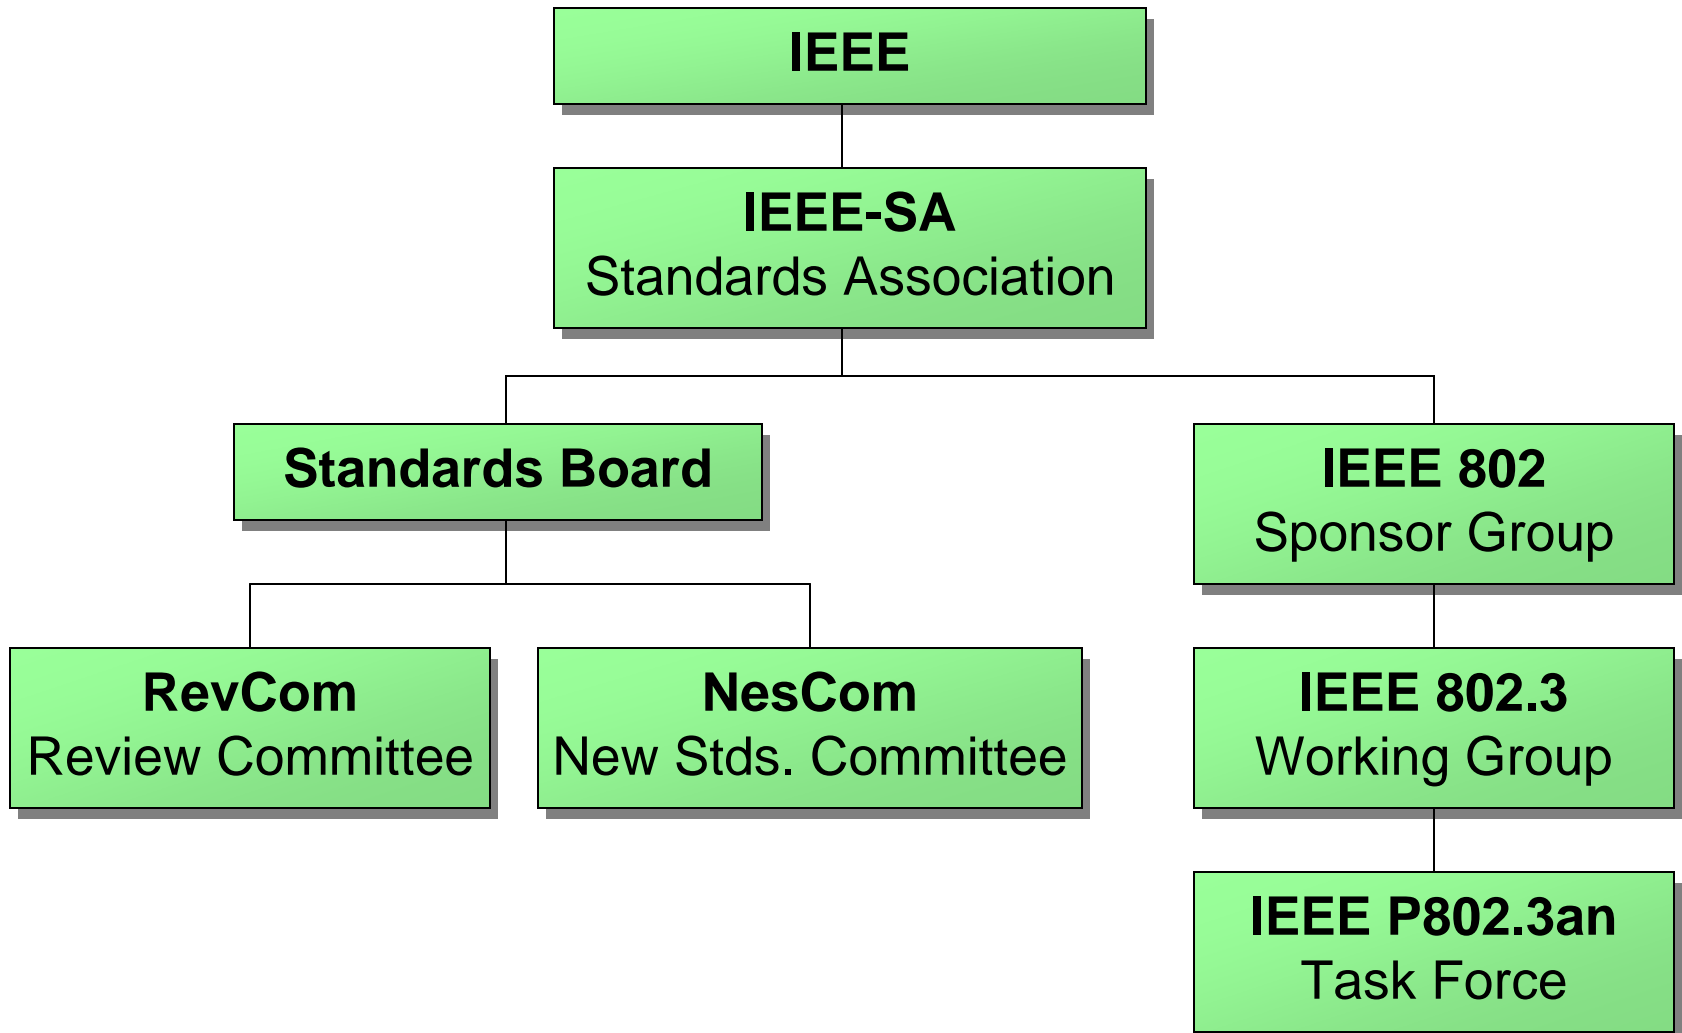 IEEE
IEEE-SA
Standards Association
Standards Board
IEEE 802
Sponsor Group
RevCom
Review Committee
NesCom
New Stds. Committee
IEEE 802.3
Working Group
IEEE P802.3an
Task Force